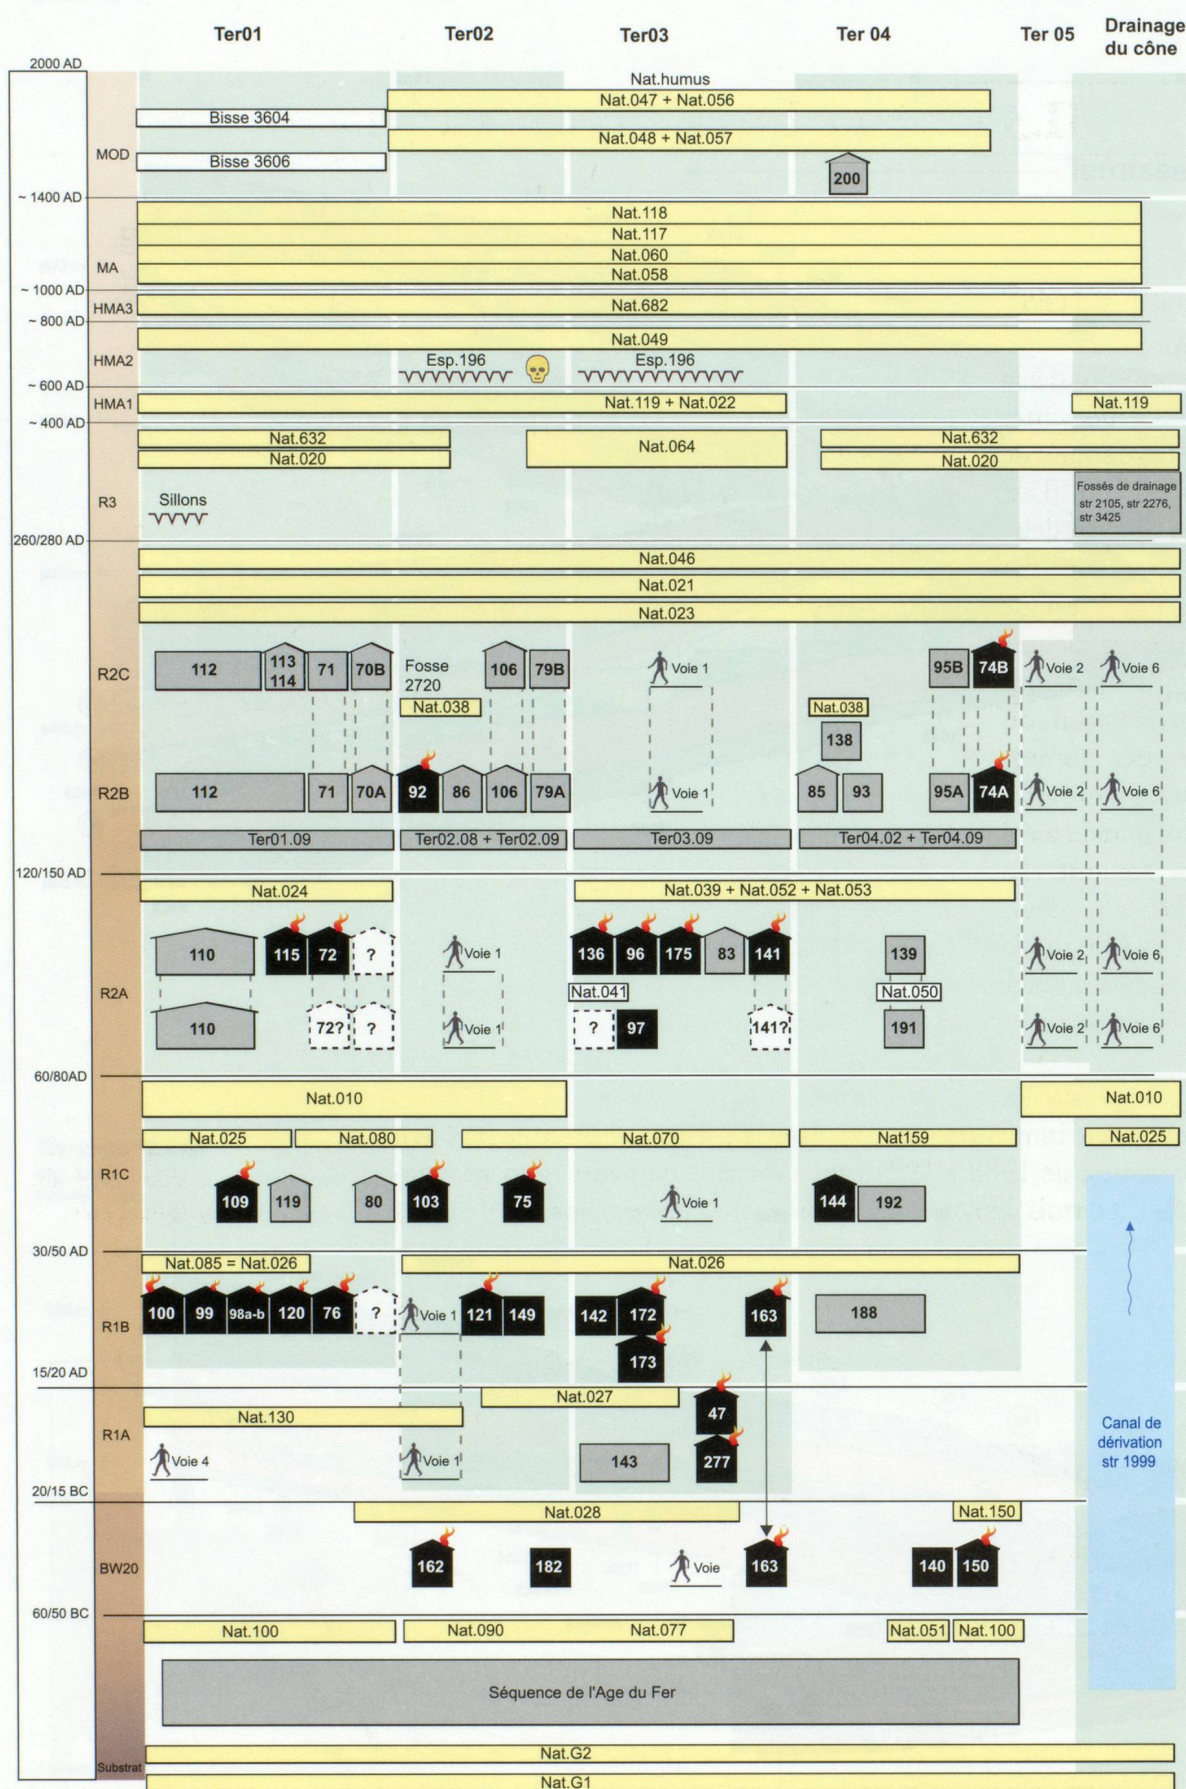 Ter01 Ter02 Ter03 Ter 04 Ter 05 Drainage
du cône
2000 AD
Nat.humus
Nat.047 + Nat.056
Bisse 3604
Nat.048 + Nat.057
MOD
Bisse 3606
200
~ 1400 AD
Nat.118
Nat.117
Nat.060
MA
Nat.058
~ 1000 AD
HMA3
Nat.682
~ 800 AD
Nat.049
HMA2
Esp.196 Esp.196
~ 600 AD
HMA1
Nat.119 + Nat.022 Nat.119
~ 400 AD
Nat.632 Nat.064 Nat.632
Nat.020 Nat.020
R3
Sillons
Fossés de drainage
str 2105, str 2276,
str 3425
260/280 AD
Nat.046
Nat.021
Nat.023
R2C
112 113 71 70B Fosse 106 79B Voie 1 95B 74B Voie 2 Voie 6
114 2720
Nat.038 Nat.038
138
R2B
112 71 70A 92 86 106 79A Voie 1 85 93 95A 74A Voie 2 Voie 6
Ter01.09 Ter02.08 + Ter02.09 Ter03.09 Ter04.02 + Ter04.09
120/150 AD
Nat.024 Nat.039 + Nat.052 + Nat.053
110 115 72 ? Voie 1 136 96 175 83 141 139 Voie 2 Voie 6
R2A
Nat.041 Nat.050
110 72? ? Voie 1 ? 97 141? 191 Voie 2 Voie 6
60/80AD
Nat.010 Nat.010
Nat.025 Nat.080 Nat.070 Nat159 Nat.025
R1C
109 119 80 103 75 Voie 1 144 192
30/50 AD
Nat.085 = Nat.026 Nat.026
R1B
100 99 98a-b 120 76 ? Voie 1 121 149 142 172 163 188
173
15/20 AD
Nat.027
Nat.130 47
R1A
Voie 4 Voie 1 143 277
Canal de
dérivation
str 1999
20/15 BC
Nat.028 Nat.150
BW20
162 182 Voie 163 140 150
60/50 BC
Nat.100 Nat.090 Nat.077 Nat.051 Nat.100
Séquence de l'Age du Fer
Substrat
Nat.G2
Nat.G1